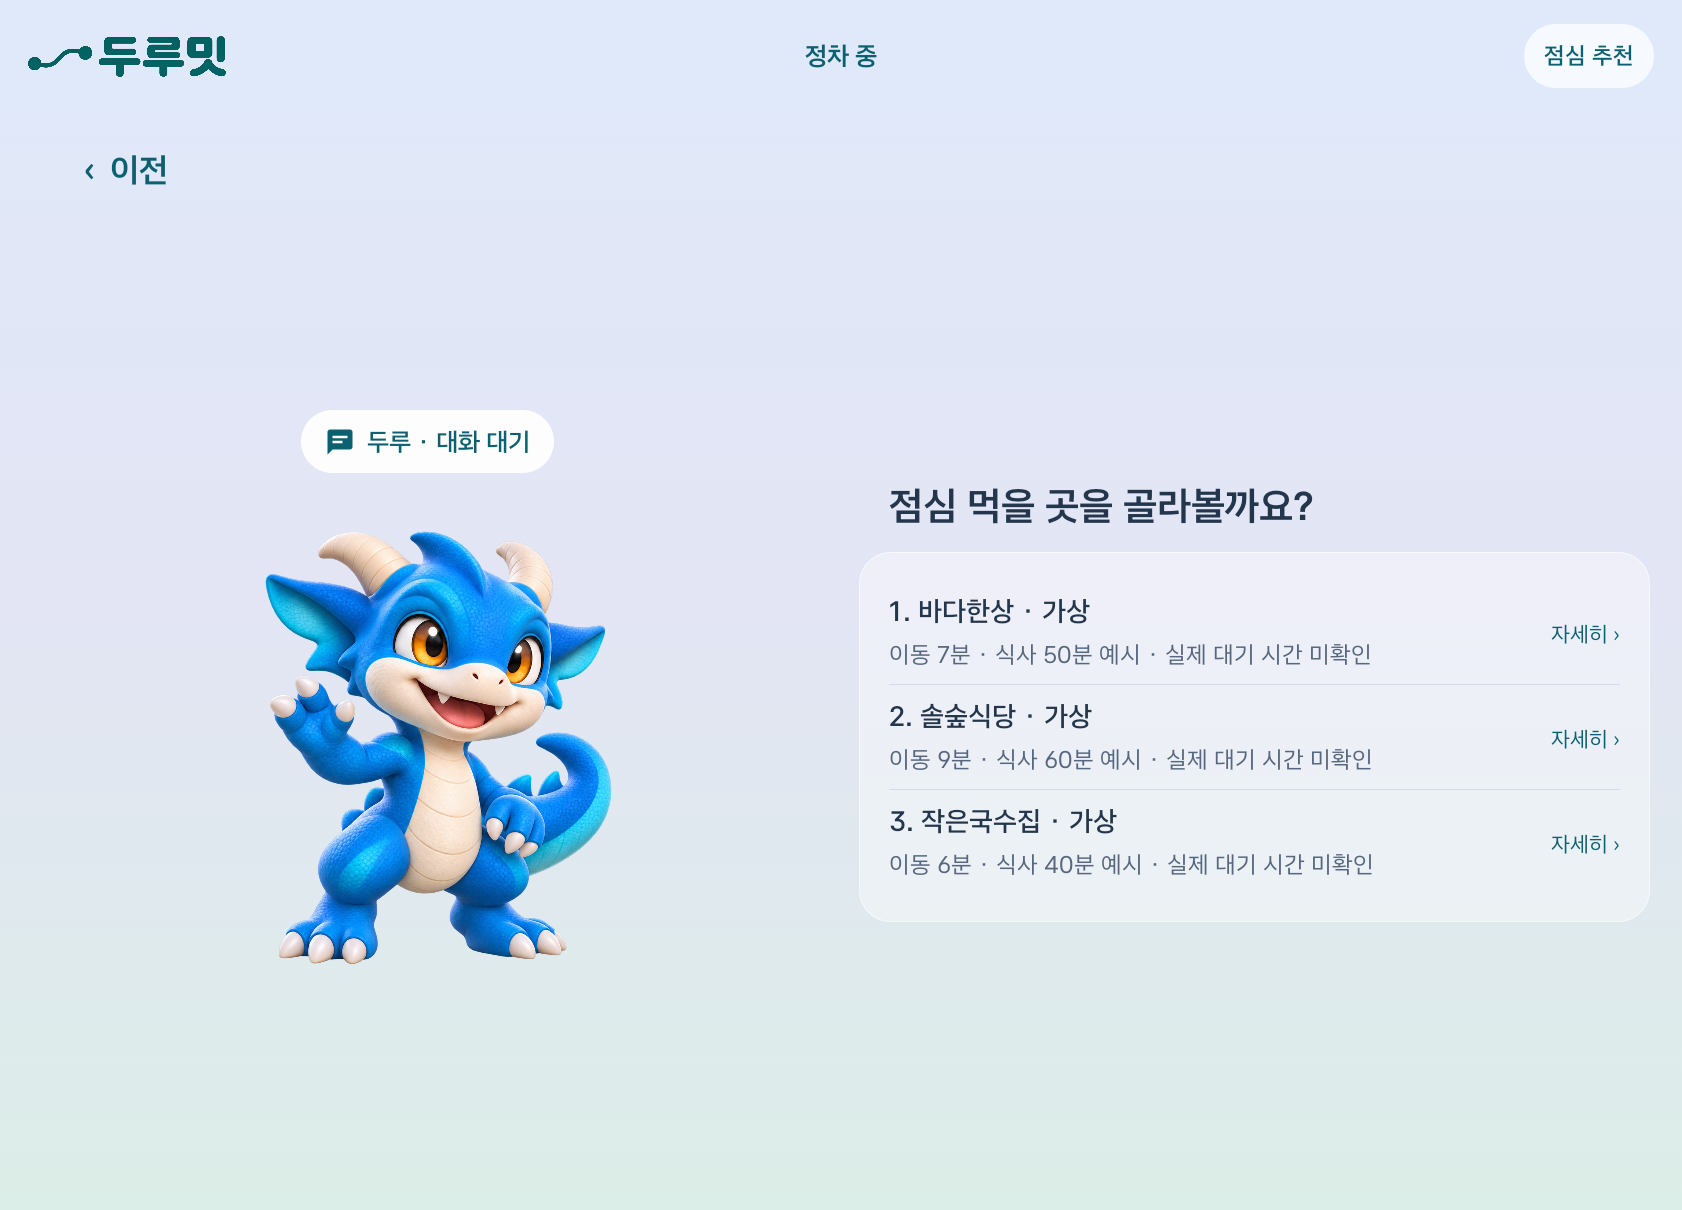 두루밋
정차 중
점심 추천
‹ 이전
두루 · 대화 대기
점심 먹을 곳을 골라볼까요?
1. 바다한상 · 가상
이동 7분 · 식사 50분 예시 · 실제 대기 시간 미확인
자세히 ›
2. 솔숲식당 · 가상
이동 9분 · 식사 60분 예시 · 실제 대기 시간 미확인
자세히 ›
3. 작은국수집 · 가상
이동 6분 · 식사 40분 예시 · 실제 대기 시간 미확인
자세히 ›